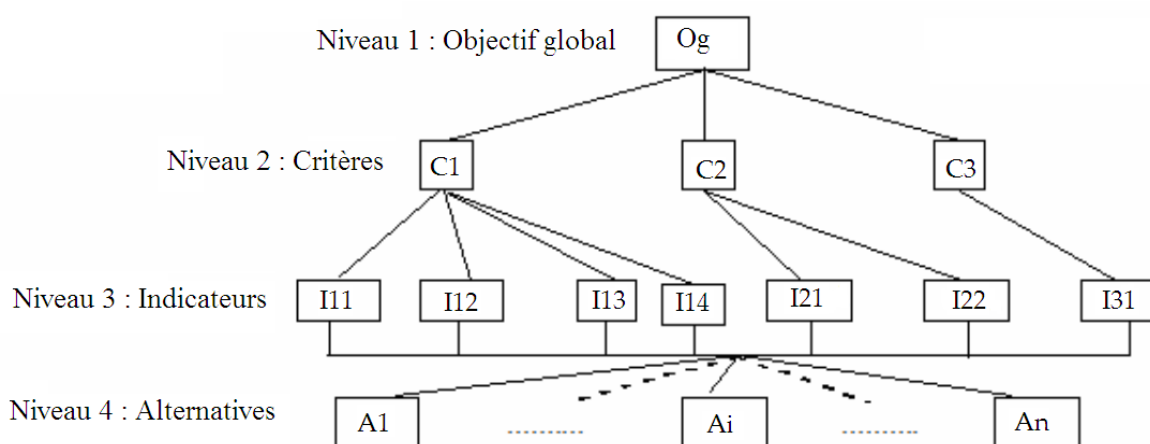 Niveau 1 : Objectif global Og
Niveau 2 : Critères C1 C2 C3
Niveau 3 : Indicateurs I11 I12 I13 I14 I21 I22 I31
Niveau 4 : Alternatives A1 ......... Ai ......... An